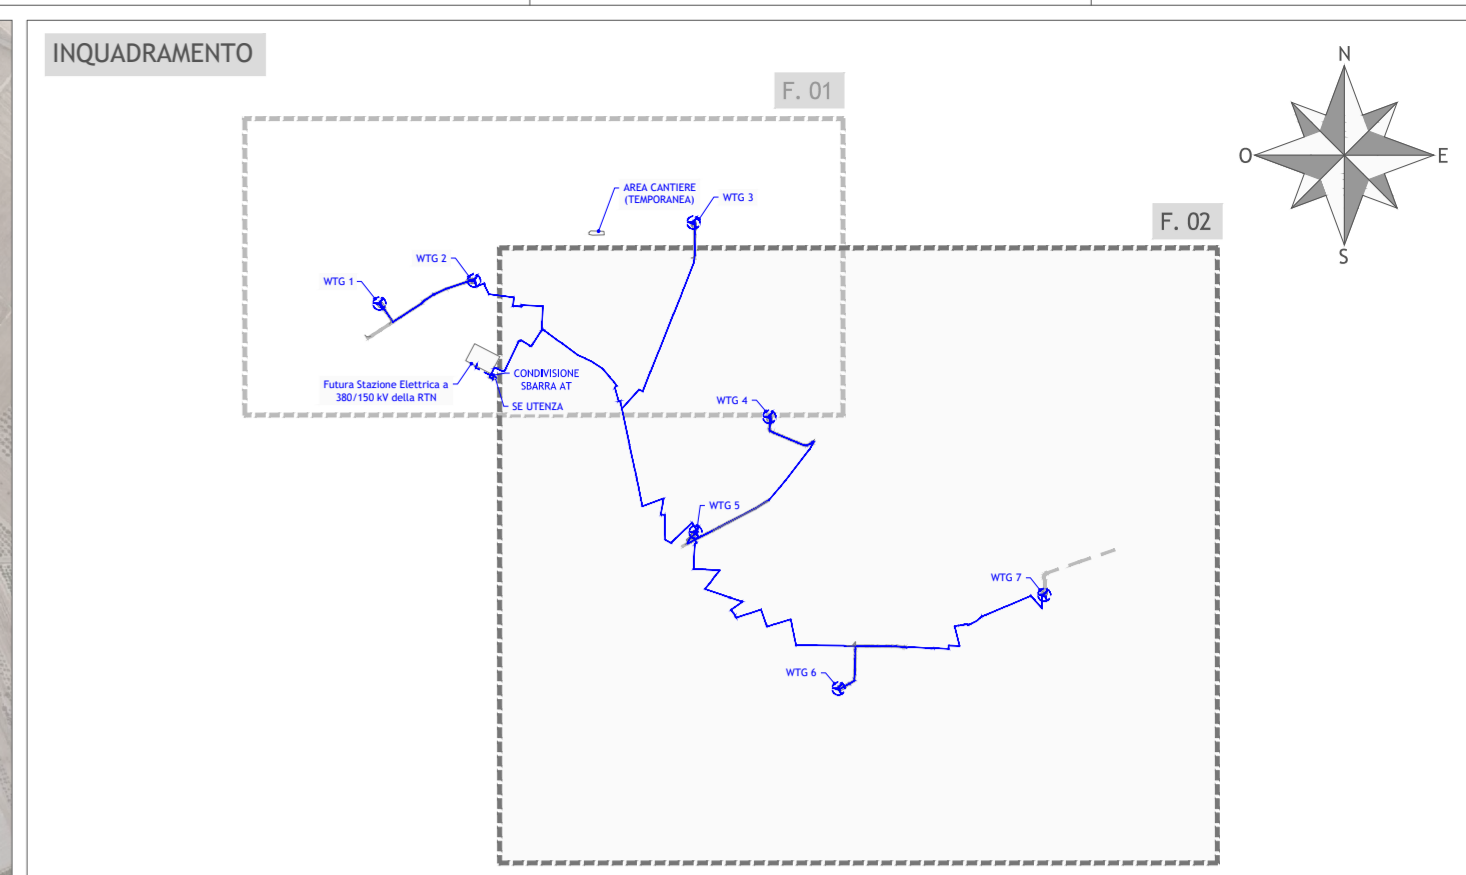 INQUADRAMENTO
N
F. 01
O
E
AREA CANTIERE
(TEMPORANEA)
WTG 3
F. 02
S
WTG 2
WTG 1
CONDIVISIONE
SBARRA AT
Futura Stazione Elettrica a
380/150 kV della RTN
SE UTENZA
WTG 4
WTG 5
WTG 7
WTG 6